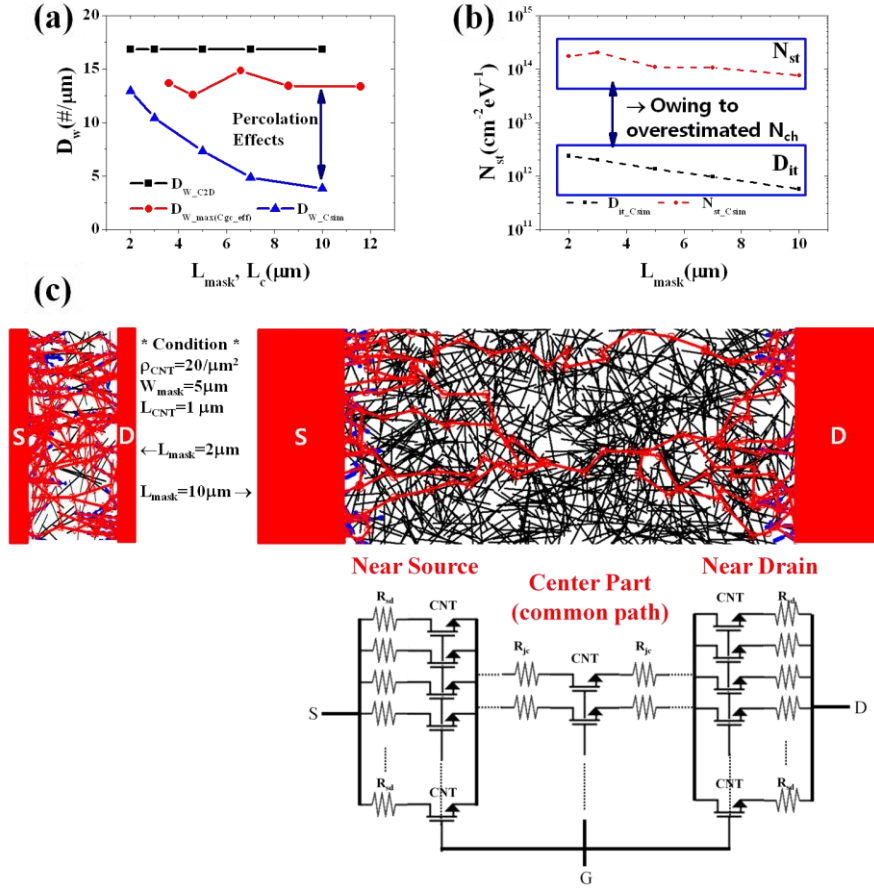 (a)
20
15
10
5
0
D_w(#/μm)
Percolation
Effects
D_W_C2D
D_W_max(Cgc_eff)
D_W_Csim
2 4 6 8 10 12
L_mask, L_c(μm)
(b)
10^15
10^14
10^13
10^12
10^11
N_st(cm^-2 eV^-1)
N_st
→ Owing to
overestimated N_ch
D_it
D_it_Csim
N_st_Csim
2 4 6 8 10
L_mask(μm)
(c)
* Condition *
ρ_CNT=20/μm^2
W_mask=5μm
L_CNT=1 μm
←L_mask=2μm
L_mask=10μm →
S
D
S
D
Near Source
Center Part
(common path)
Near Drain
R_sd
CNT
R_jc
CNT
R_jc
CNT
R_sd
S
D
R_sd
CNT
CNT
R_sd
G